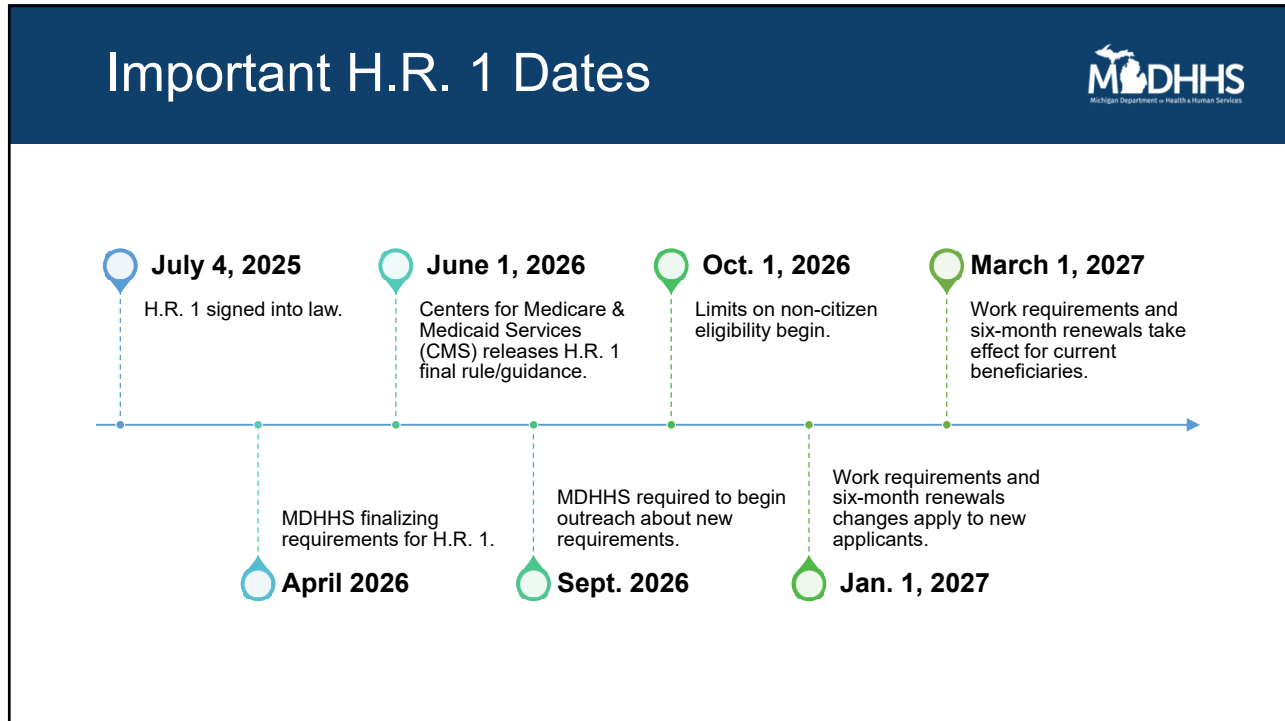 Important H.R. 1 Dates
MDHHS
Michigan Department of Health & Human Services
July 4, 2025
H.R. 1 signed into law.
June 1, 2026
Centers for Medicare &
Medicaid Services
(CMS) releases H.R. 1
final rule/guidance.
Oct. 1, 2026
Limits on non-citizen
eligibility begin.
March 1, 2027
Work requirements and
six-month renewals take
effect for current
beneficiaries.
MDHHS finalizing
requirements for H.R. 1.
April 2026
MDHHS required to begin
outreach about new
requirements.
Sept. 2026
Work requirements and
six-month renewals
changes apply to new
applicants.
Jan. 1, 2027